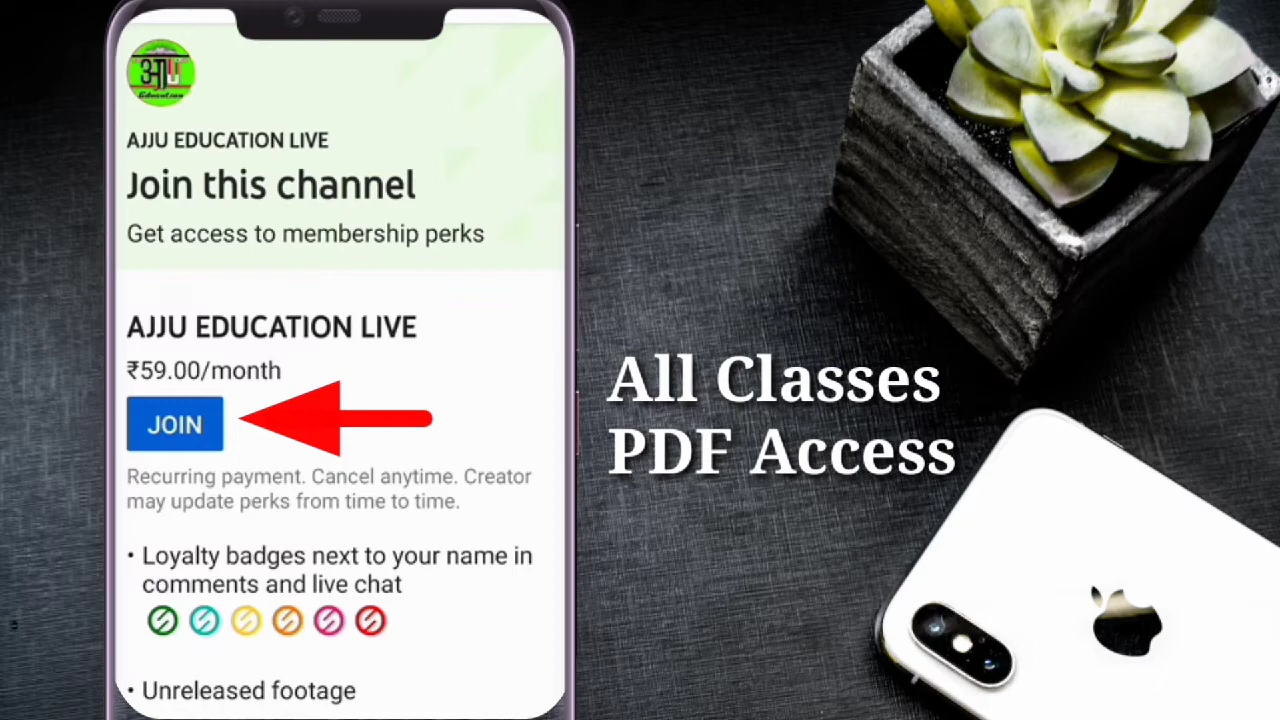 आju
Education
AJJU EDUCATION LIVE
Join this channel
Get access to membership perks
AJJU EDUCATION LIVE
₹59.00/month
JOIN
Recurring payment. Cancel anytime. Creator
may update perks from time to time.
• Loyalty badges next to your name in
comments and live chat
• Unreleased footage
All Classes
PDF Access